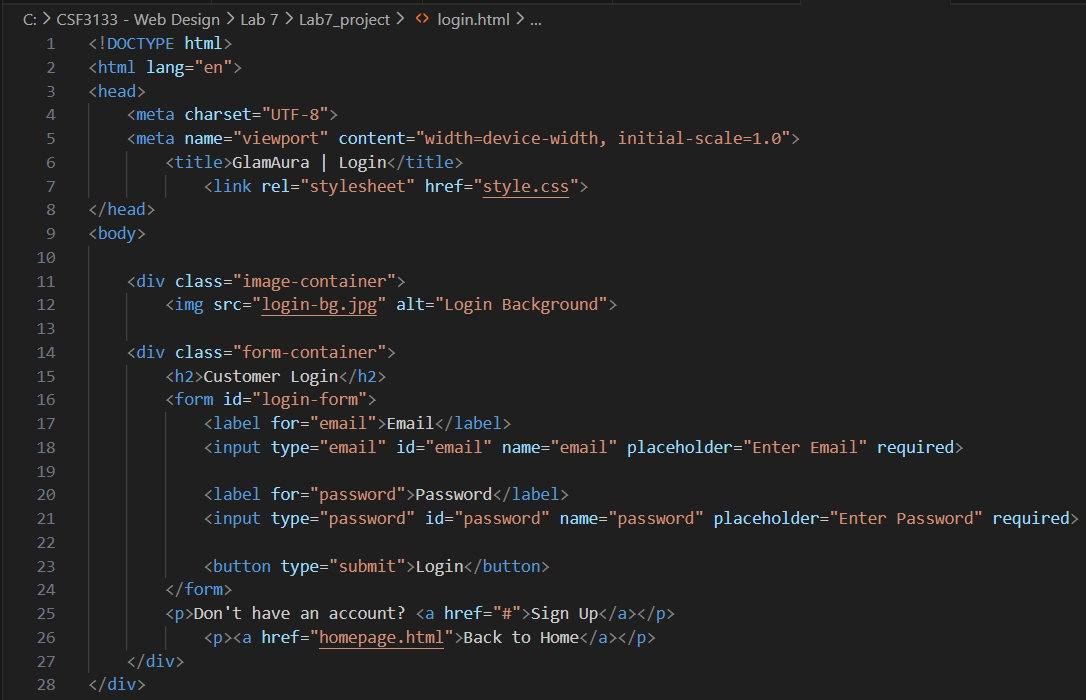 C: > CSF3133 - Web Design > Lab 7 > Lab7_project > <> login.html > ...
1 <!DOCTYPE html>
2 <html lang="en">
3 <head>
4     <meta charset="UTF-8">
5     <meta name="viewport" content="width=device-width, initial-scale=1.0">
6         <title>GlamAura | Login</title>
7             <link rel="stylesheet" href="style.css">
8 </head>
9 <body>
10
11     <div class="image-container">
12         <img src="login-bg.jpg" alt="Login Background">
13
14     <div class="form-container">
15         <h2>Customer Login</h2>
16         <form id="login-form">
17             <label for="email">Email</label>
18             <input type="email" id="email" name="email" placeholder="Enter Email" required>
19
20             <label for="password">Password</label>
21             <input type="password" id="password" name="password" placeholder="Enter Password" required>
22
23             <button type="submit">Login</button>
24         </form>
25         <p>Don't have an account? <a href="#">Sign Up</a></p>
26             <p><a href="homepage.html">Back to Home</a></p>
27     </div>
28 </div>